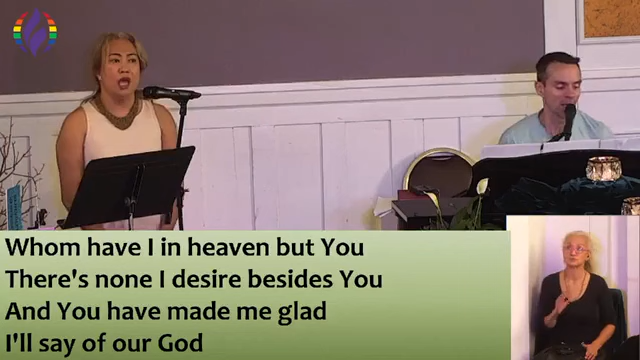 Whom have I in heaven but You
There's none I desire besides You
And You have made me glad
I'll say of our God